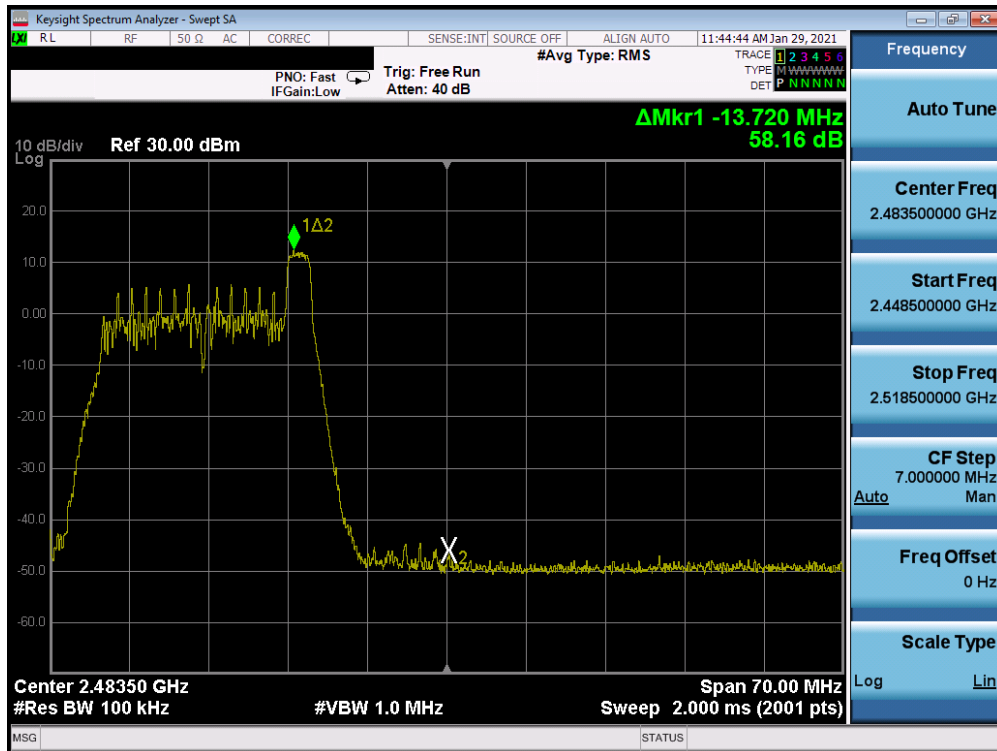 Keysight Spectrum Analyzer - Swept SA
LXI RL RF 50 Ω AC CORREC SENSE:INT SOURCE OFF ALIGN AUTO 11:44:44 AM Jan 29, 2021
#Avg Type: RMS
TRACE 1 2 3 4 5 6
PNO: Fast Trig: Free Run TYPE M WWWWW
IFGain:Low Atten: 40 dB DET P N N N N N
ΔMkr1 -13.720 MHz
58.16 dB
10 dB/div Ref 30.00 dBm
Log
20.0
1Δ2
10.0
0.00
-10.0
-20.0
-30.0
-40.0
X2
-50.0
-60.0
Center 2.48350 GHz Span 70.00 MHz
#Res BW 100 kHz #VBW 1.0 MHz Sweep 2.000 ms (2001 pts)
MSG STATUS
Frequency
Auto Tune
Center Freq
2.483500000 GHz
Start Freq
2.448500000 GHz
Stop Freq
2.518500000 GHz
CF Step
7.000000 MHz
Auto Man
Freq Offset
0 Hz
Scale Type
Log Lin